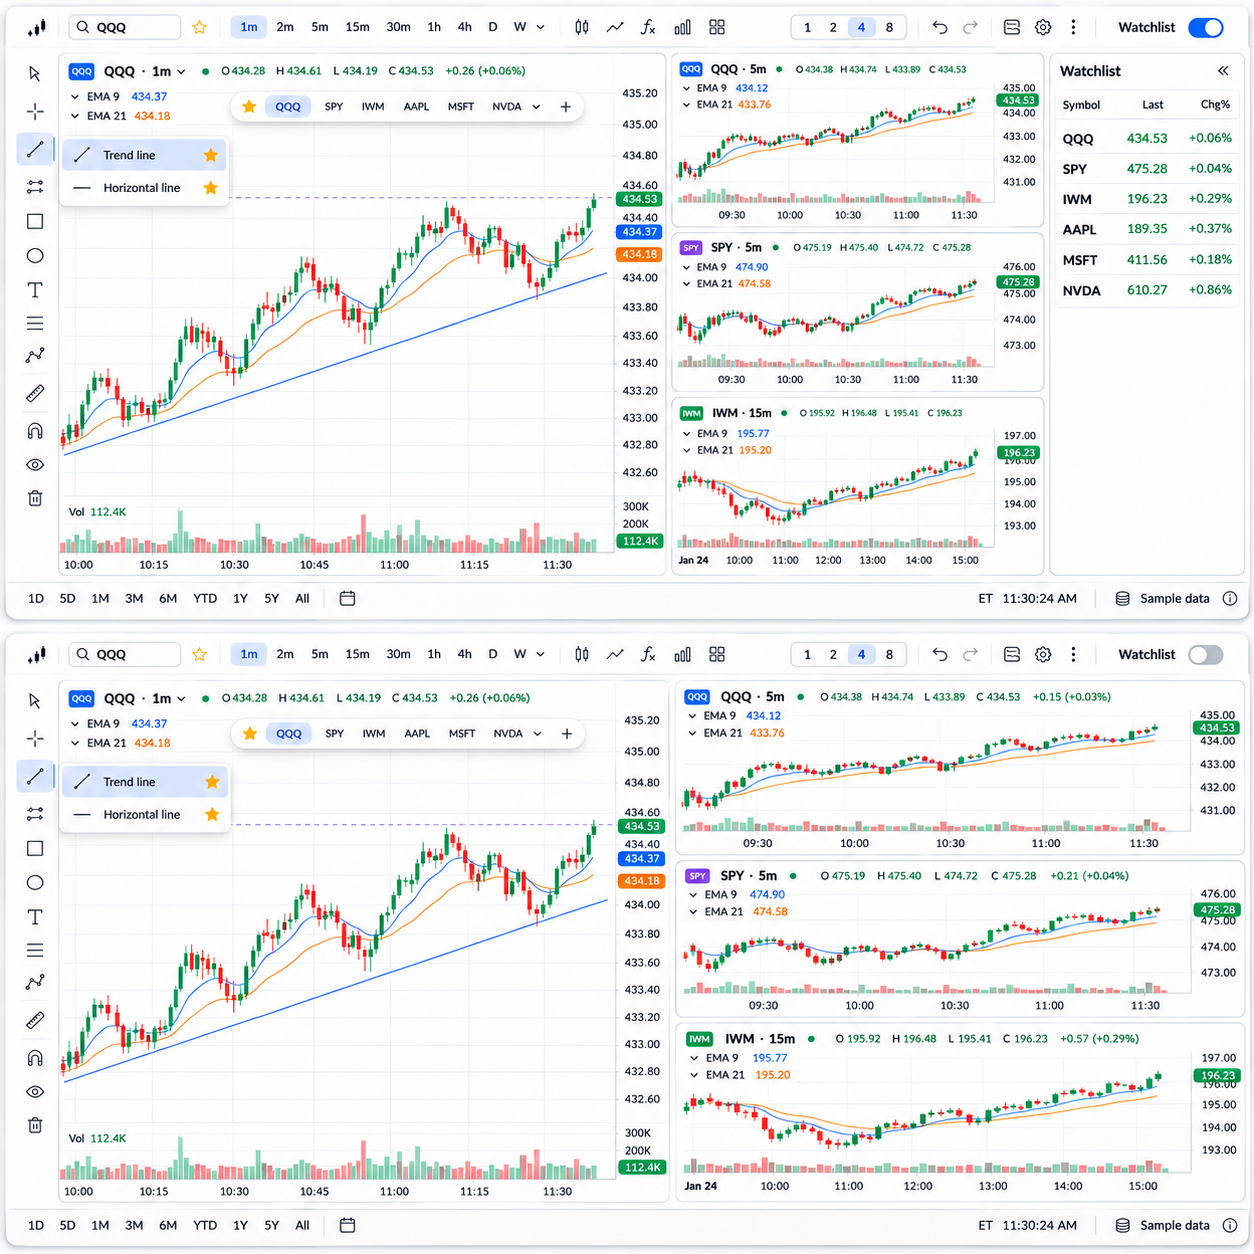 QQQ 1m 2m 5m 15m 30m 1h 4h D W 1 2 4 8 Watchlist
QQQ QQQ · 1m O 434.28 H 434.61 L 434.19 C 434.53 +0.26 (+0.06%)
EMA 9 434.37
EMA 21 434.18
QQQ SPY IWM AAPL MSFT NVDA +
Trend line
Horizontal line
435.20
435.00
434.80
434.60
434.53
434.40
434.37
434.18
434.00
433.80
433.60
433.40
433.20
433.00
432.80
432.60
Vol 112.4K
300K
200K
112.4K
10:00 10:15 10:30 10:45 11:00 11:15 11:30
QQQ QQQ · 5m O 434.38 H 434.74 L 433.89 C 434.53
EMA 9 434.12
EMA 21 433.76
435.00
434.53
434.00
433.00
432.00
431.00
09:30 10:00 10:30 11:00 11:30
SPY SPY · 5m O 475.19 H 475.40 L 474.72 C 475.28
EMA 9 474.90
EMA 21 474.58
476.00
475.28
475.00
474.00
473.00
09:30 10:00 10:30 11:00 11:30
IWM IWM · 15m O 195.92 H 196.48 L 195.41 C 196.23
EMA 9 195.77
EMA 21 195.20
197.00
196.23
196.00
195.00
194.00
193.00
Jan 24 10:00 11:00 12:00 13:00 14:00 15:00
Watchlist
Symbol Last Chg%
QQQ 434.53 +0.06%
SPY 475.28 +0.04%
IWM 196.23 +0.29%
AAPL 189.35 +0.37%
MSFT 411.56 +0.18%
NVDA 610.27 +0.86%
1D 5D 1M 3M 6M YTD 1Y 5Y All ET 11:30:24 AM Sample data
QQQ 1m 2m 5m 15m 30m 1h 4h D W 1 2 4 8 Watchlist
QQQ QQQ · 1m O 434.28 H 434.61 L 434.19 C 434.53 +0.26 (+0.06%)
EMA 9 434.37
EMA 21 434.18
QQQ SPY IWM AAPL MSFT NVDA +
Trend line
Horizontal line
435.20
435.00
434.80
434.60
434.53
434.40
434.37
434.18
434.00
433.80
433.60
433.40
433.20
433.00
432.80
432.60
Vol 112.4K
300K
200K
112.4K
10:00 10:15 10:30 10:45 11:00 11:15 11:30
QQQ QQQ · 5m O 434.38 H 434.74 L 433.89 C 434.53 +0.15 (+0.03%)
EMA 9 434.12
EMA 21 433.76
435.00
434.53
434.00
433.00
432.00
431.00
09:30 10:00 10:30 11:00 11:30
SPY SPY · 5m O 475.19 H 475.40 L 474.72 C 475.28 +0.21 (+0.04%)
EMA 9 474.90
EMA 21 474.58
476.00
475.28
475.00
474.00
473.00
09:30 10:00 10:30 11:00 11:30
IWM IWM · 15m O 195.92 H 196.48 L 195.41 C 196.23 +0.57 (+0.29%)
EMA 9 195.77
EMA 21 195.20
197.00
196.23
196.00
195.00
194.00
193.00
Jan 24 10:00 11:00 12:00 13:00 14:00 15:00
1D 5D 1M 3M 6M YTD 1Y 5Y All ET 11:30:24 AM Sample data